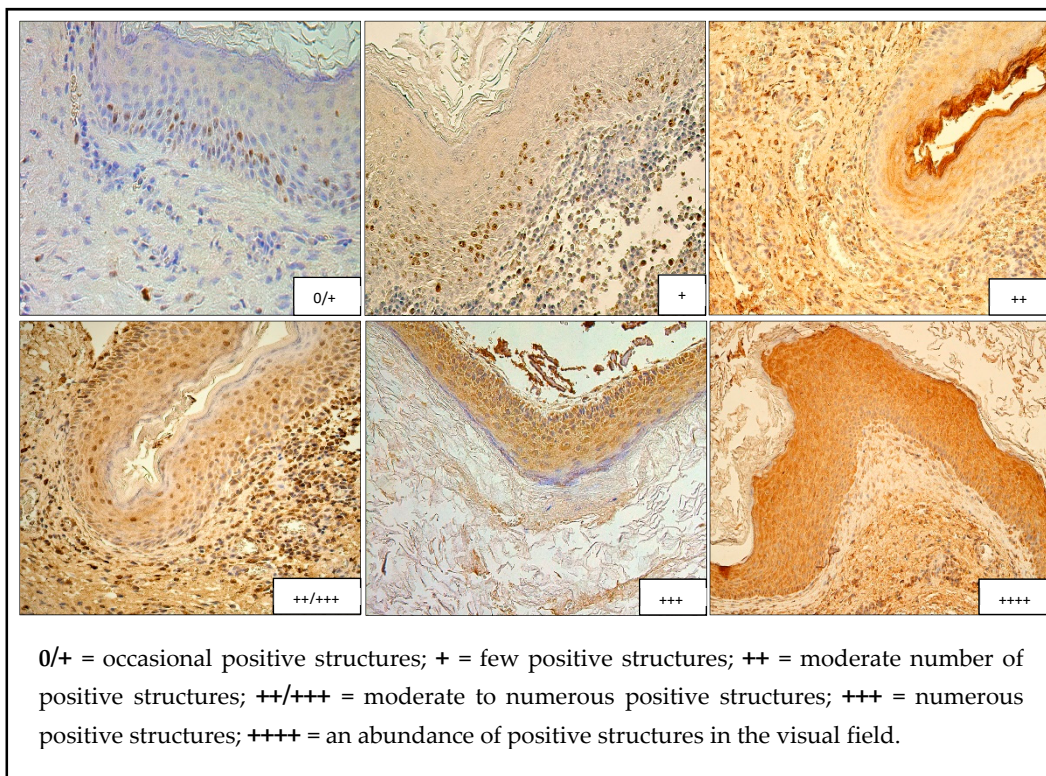 0/+
+
++
++/+++
+++
++++
0/+ = occasional positive structures; + = few positive structures; ++ = moderate number of
positive structures; ++/+++ = moderate to numerous positive structures; +++ = numerous
positive structures; ++++ = an abundance of positive structures in the visual field.